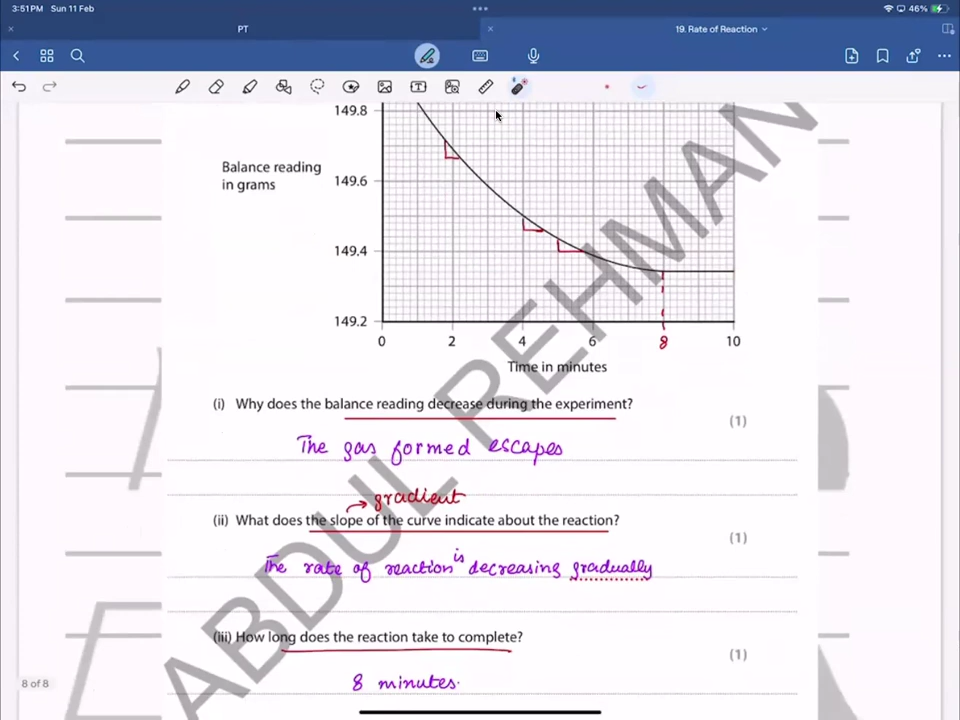 3:51PM Sun 11 Feb
46%
PT
19. Rate of Reaction
149.8
Balance reading
in grams
149.6
149.4
149.2
0 2 4 6 8 10
Time in minutes
(i) Why does the balance reading decrease during the experiment?
(1)
The gas formed escapes
gradient
(ii) What does the slope of the curve indicate about the reaction?
(1)
The rate of reaction is decreasing gradually
(iii) How long does the reaction take to complete?
(1)
8 minutes.
8 of 8
ABDUL REHMAN